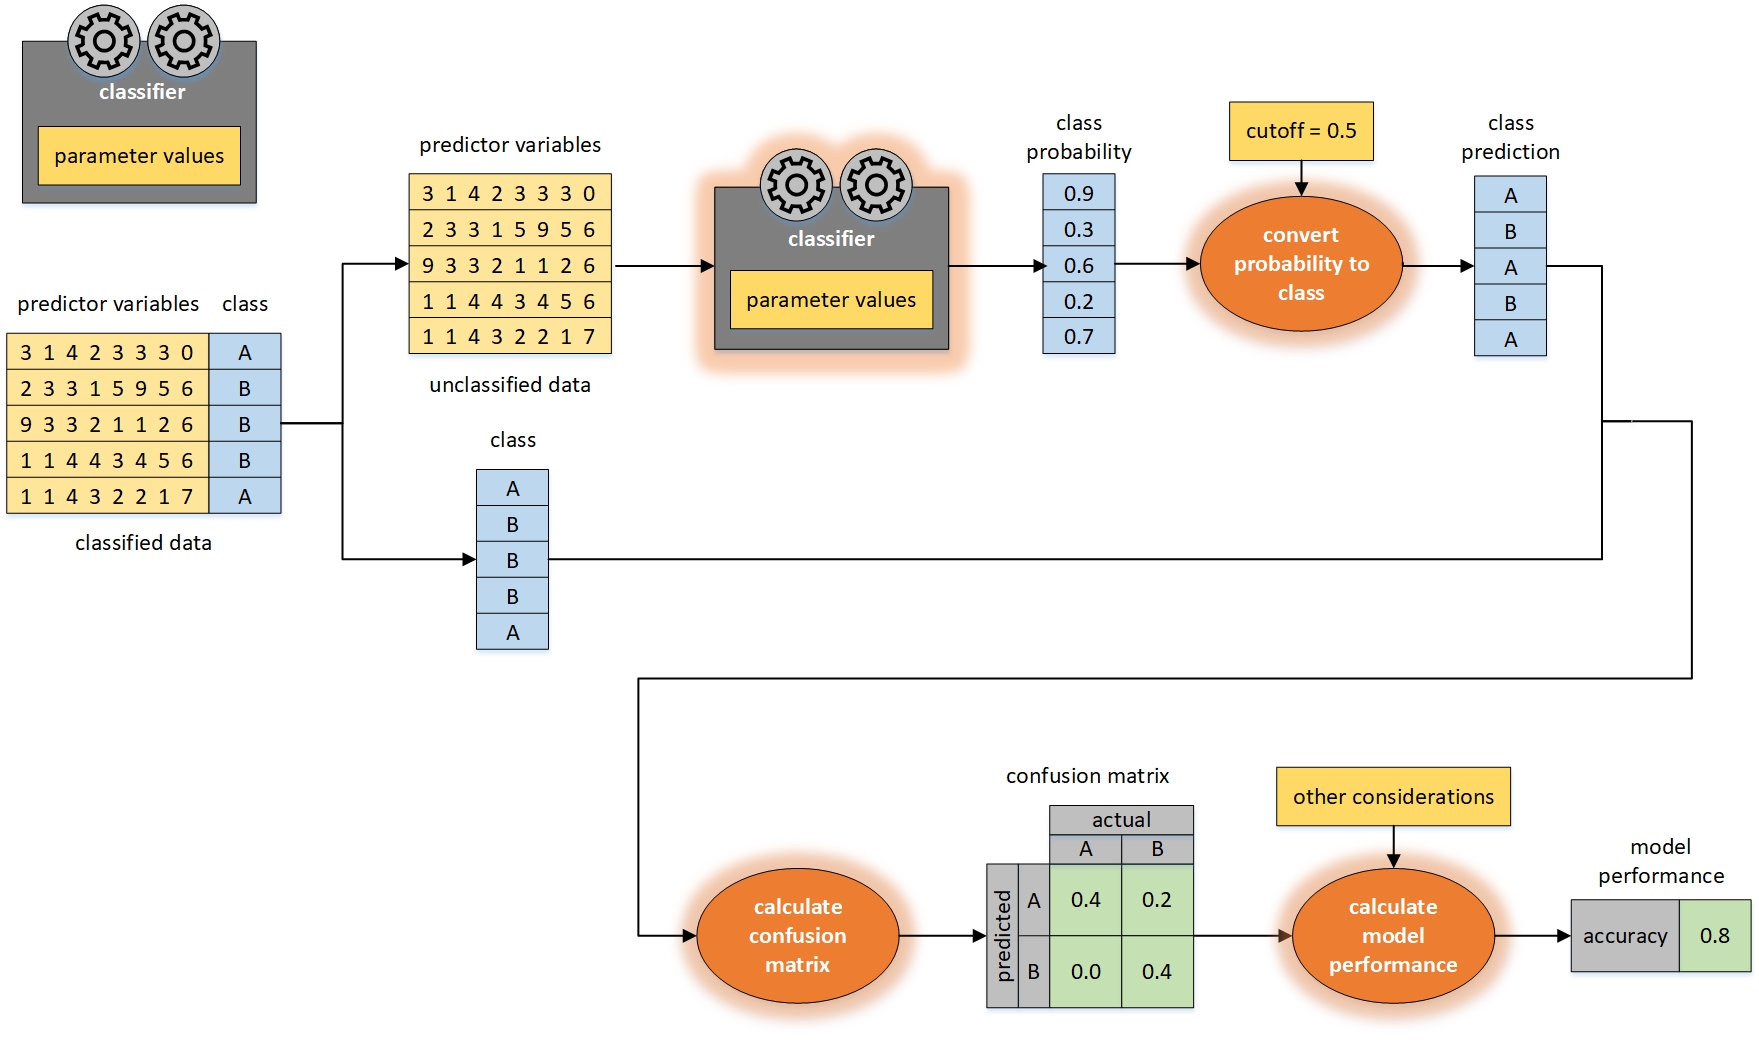 classifier
parameter values
predictor variables class
3 1 4 2 3 3 3 0 A
2 3 3 1 5 9 5 6 B
9 3 3 2 1 1 2 6 B
1 1 4 4 3 4 5 6 B
1 1 4 3 2 2 1 7 A
classified data
predictor variables
3 1 4 2 3 3 3 0
2 3 3 1 5 9 5 6
9 3 3 2 1 1 2 6
1 1 4 4 3 4 5 6
1 1 4 3 2 2 1 7
unclassified data
class
A
B
B
B
A
classifier
parameter values
class
probability
0.9
0.3
0.6
0.2
0.7
cutoff = 0.5
convert
probability to
class
class
prediction
A
B
A
B
A
calculate
confusion
matrix
confusion matrix
actual
A B
predicted
A 0.4 0.2
B 0.0 0.4
other considerations
calculate
model
performance
model
performance
accuracy 0.8